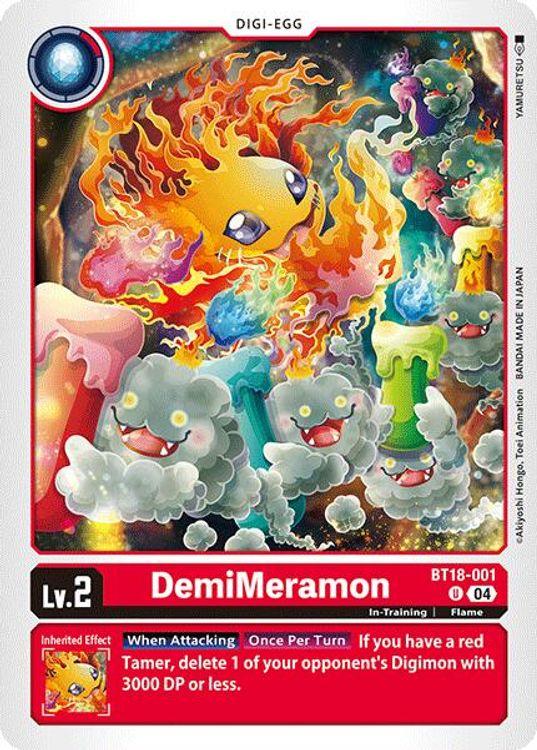 DIGI-EGG
YAMURETSU
©Akiyoshi Hongo, Toei Animation BANDAI MADE IN JAPAN
Lv.2
DemiMeramon
BT18-001
U 04
In-Training | Flame
Inherited Effect
When Attacking Once Per Turn If you have a red
Tamer, delete 1 of your opponent's Digimon with
3000 DP or less.